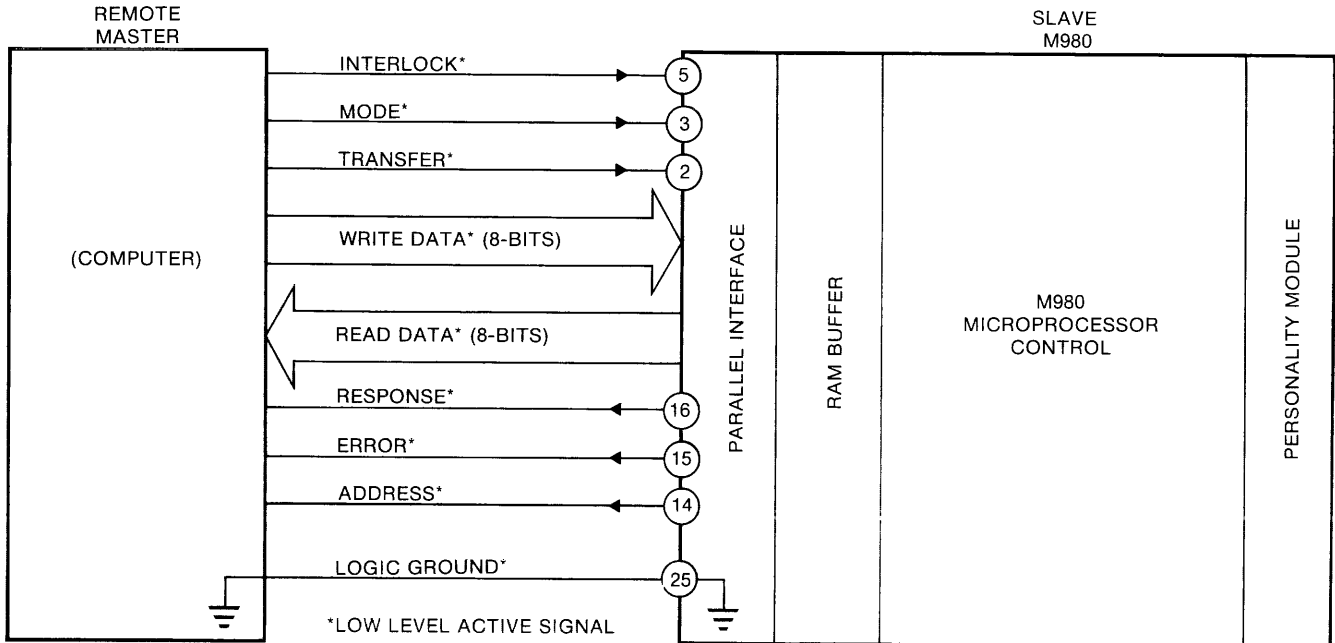 REMOTE
MASTER
SLAVE
M980
INTERLOCK*
5
MODE*
3
TRANSFER*
2
WRITE DATA* (8-BITS)
(COMPUTER)
READ DATA* (8-BITS)
RESPONSE*
16
ERROR*
15
ADDRESS*
14
LOGIC GROUND*
25
*LOW LEVEL ACTIVE SIGNAL
PARALLEL INTERFACE
RAM BUFFER
M980
MICROPROCESSOR
CONTROL
PERSONALITY MODULE